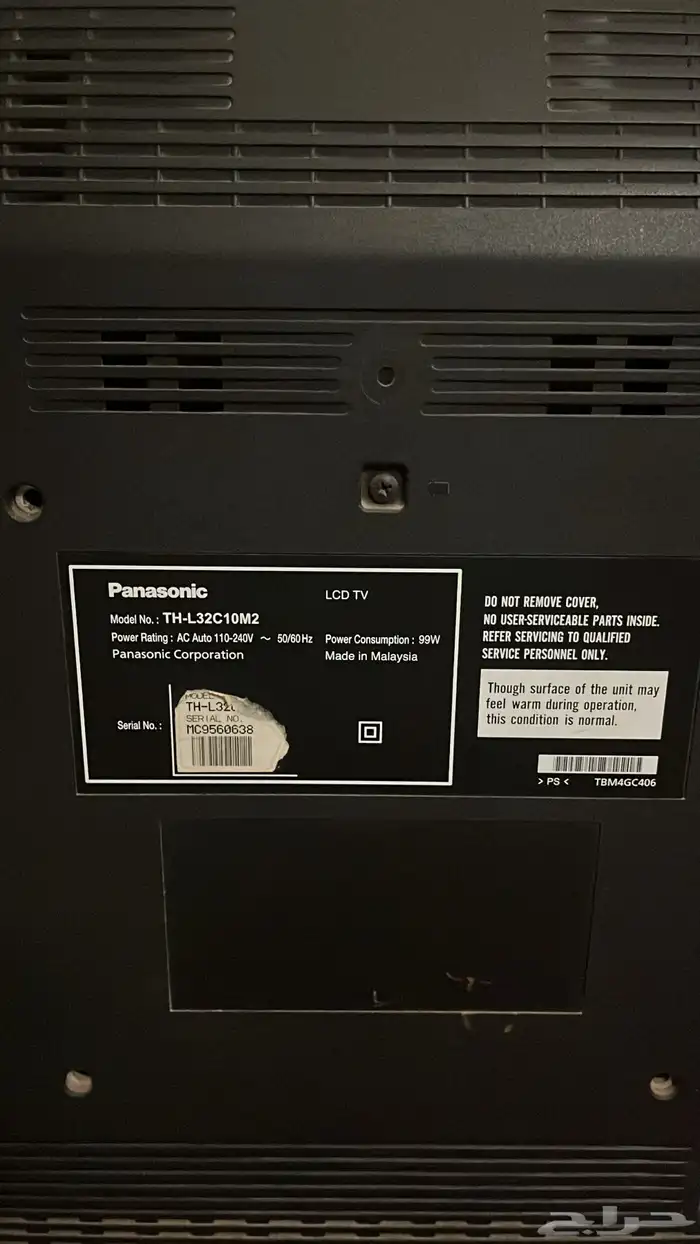 Panasonic
LCD TV
Model No. : TH-L32C10M2
Power Rating : AC Auto 110-240V ～ 50/60Hz Power Consumption : 99W
Panasonic Corporation
Made in Malaysia
Serial No. :
MODEL
TH-L32
SERIAL NO.
MC9560638
DO NOT REMOVE COVER,
NO USER-SERVICEABLE PARTS INSIDE.
REFER SERVICING TO QUALIFIED
SERVICE PERSONNEL ONLY.
Though surface of the unit may
feel warm during operation,
this condition is normal.
> PS < TBM4GC406
حراج